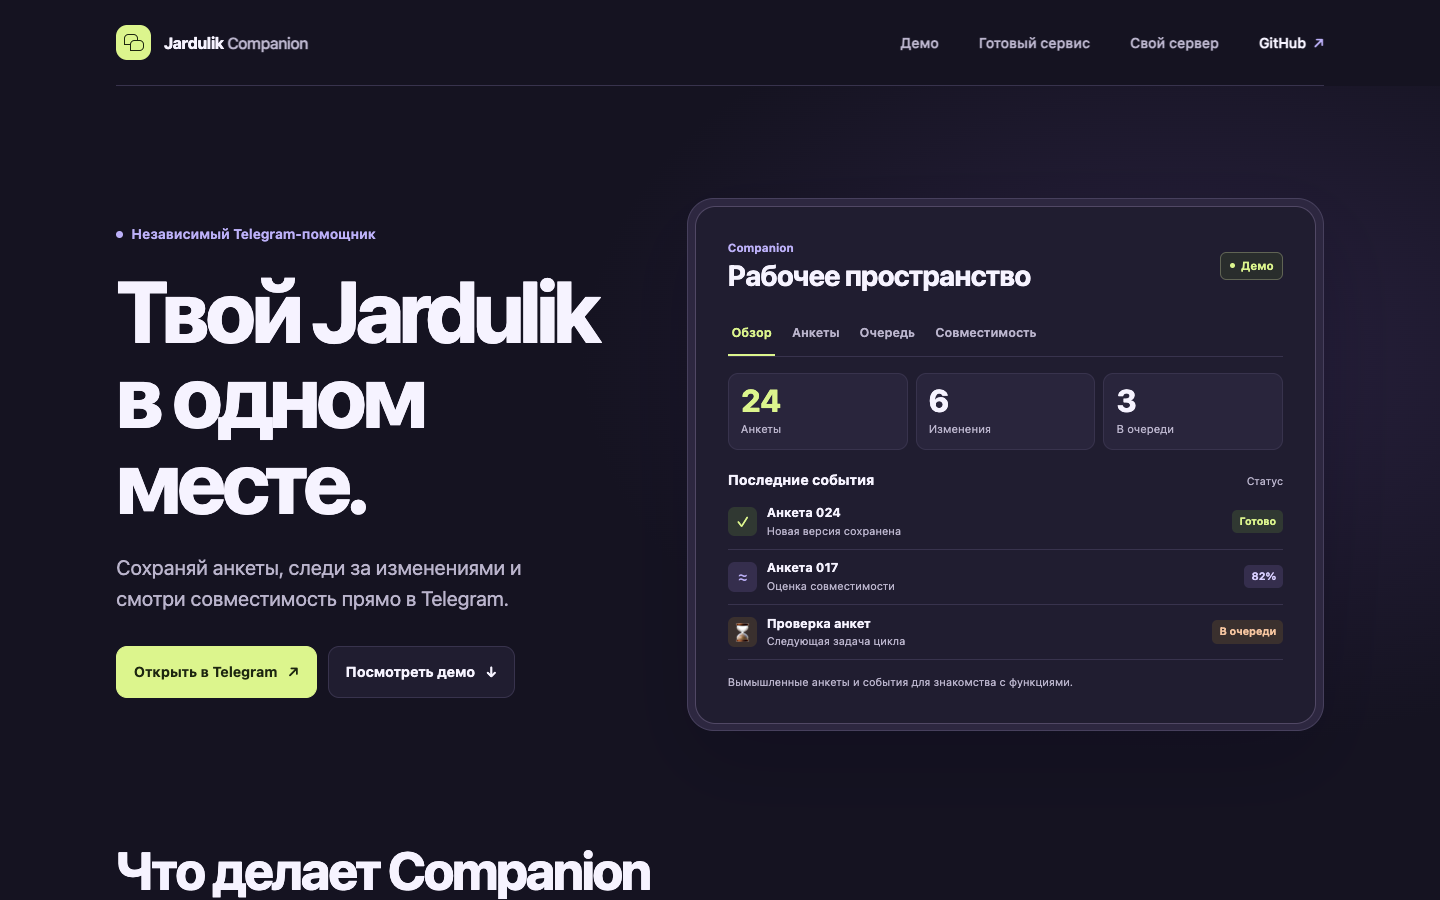 Jardulik Companion
Демо
Готовый сервис
Свой сервер
GitHub ↗
Независимый Telegram-помощник
Твой Jardulik
в одном
месте.
Сохраняй анкеты, следи за изменениями и
смотри совместимость прямо в Telegram.
Открыть в Telegram ↗
Посмотреть демо ↓
Companion
Рабочее пространство
Демо
Обзор
Анкеты
Очередь
Совместимость
24
Анкеты
6
Изменения
3
В очереди
Последние события
Статус
Анкета 024
Новая версия сохранена
Готово
≈
Анкета 017
Оценка совместимости
82%
Проверка анкет
Следующая задача цикла
В очереди
Вымышленные анкеты и события для знакомства с функциями.
Что делает Companion